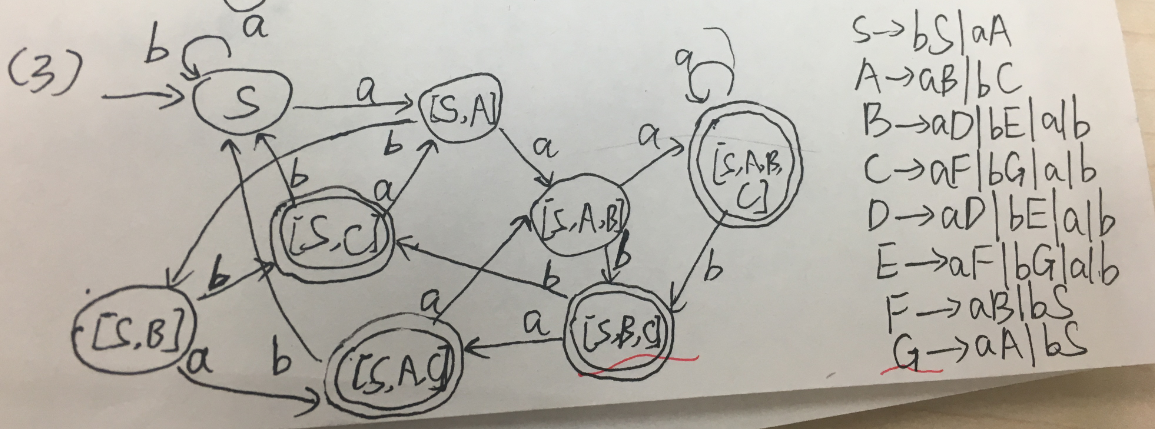 a
(3)
b
S
a
[S,A]
a
[S,A,B,
C]
b
a
a
b
a
[S,C]
[S,A,B]
b
b
b
b
[S,B]
a
a
[S,B,C]
a
b
[S,A,C]
S→bS|aA
A→aB|bC
B→aD|bE|a|b
C→aF|bG|a|b
D→aD|bE|a|b
E→aF|bG|a|b
F→aB|bS
G→aA|bS